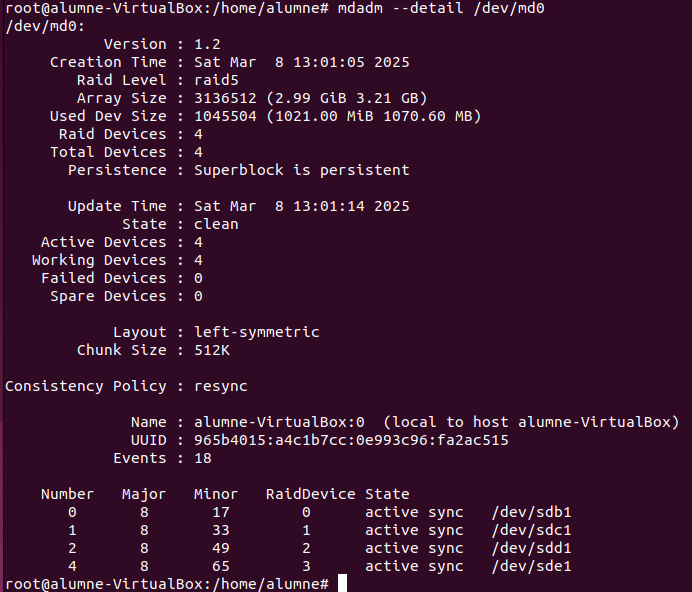 root@alumne-VirtualBox:/home/alumne# mdadm --detail /dev/md0
/dev/md0:
           Version : 1.2
     Creation Time : Sat Mar  8 13:01:05 2025
        Raid Level : raid5
        Array Size : 3136512 (2.99 GiB 3.21 GB)
     Used Dev Size : 1045504 (1021.00 MiB 1070.60 MB)
      Raid Devices : 4
     Total Devices : 4
       Persistence : Superblock is persistent

       Update Time : Sat Mar  8 13:01:14 2025
             State : clean
    Active Devices : 4
   Working Devices : 4
    Failed Devices : 0
     Spare Devices : 0

            Layout : left-symmetric
        Chunk Size : 512K

Consistency Policy : resync

              Name : alumne-VirtualBox:0  (local to host alumne-VirtualBox)
              UUID : 965b4015:a4c1b7cc:0e993c96:fa2ac515
            Events : 18

    Number   Major   Minor   RaidDevice State
       0       8       17        0      active sync   /dev/sdb1
       1       8       33        1      active sync   /dev/sdc1
       2       8       49        2      active sync   /dev/sdd1
       4       8       65        3      active sync   /dev/sde1
root@alumne-VirtualBox:/home/alumne#